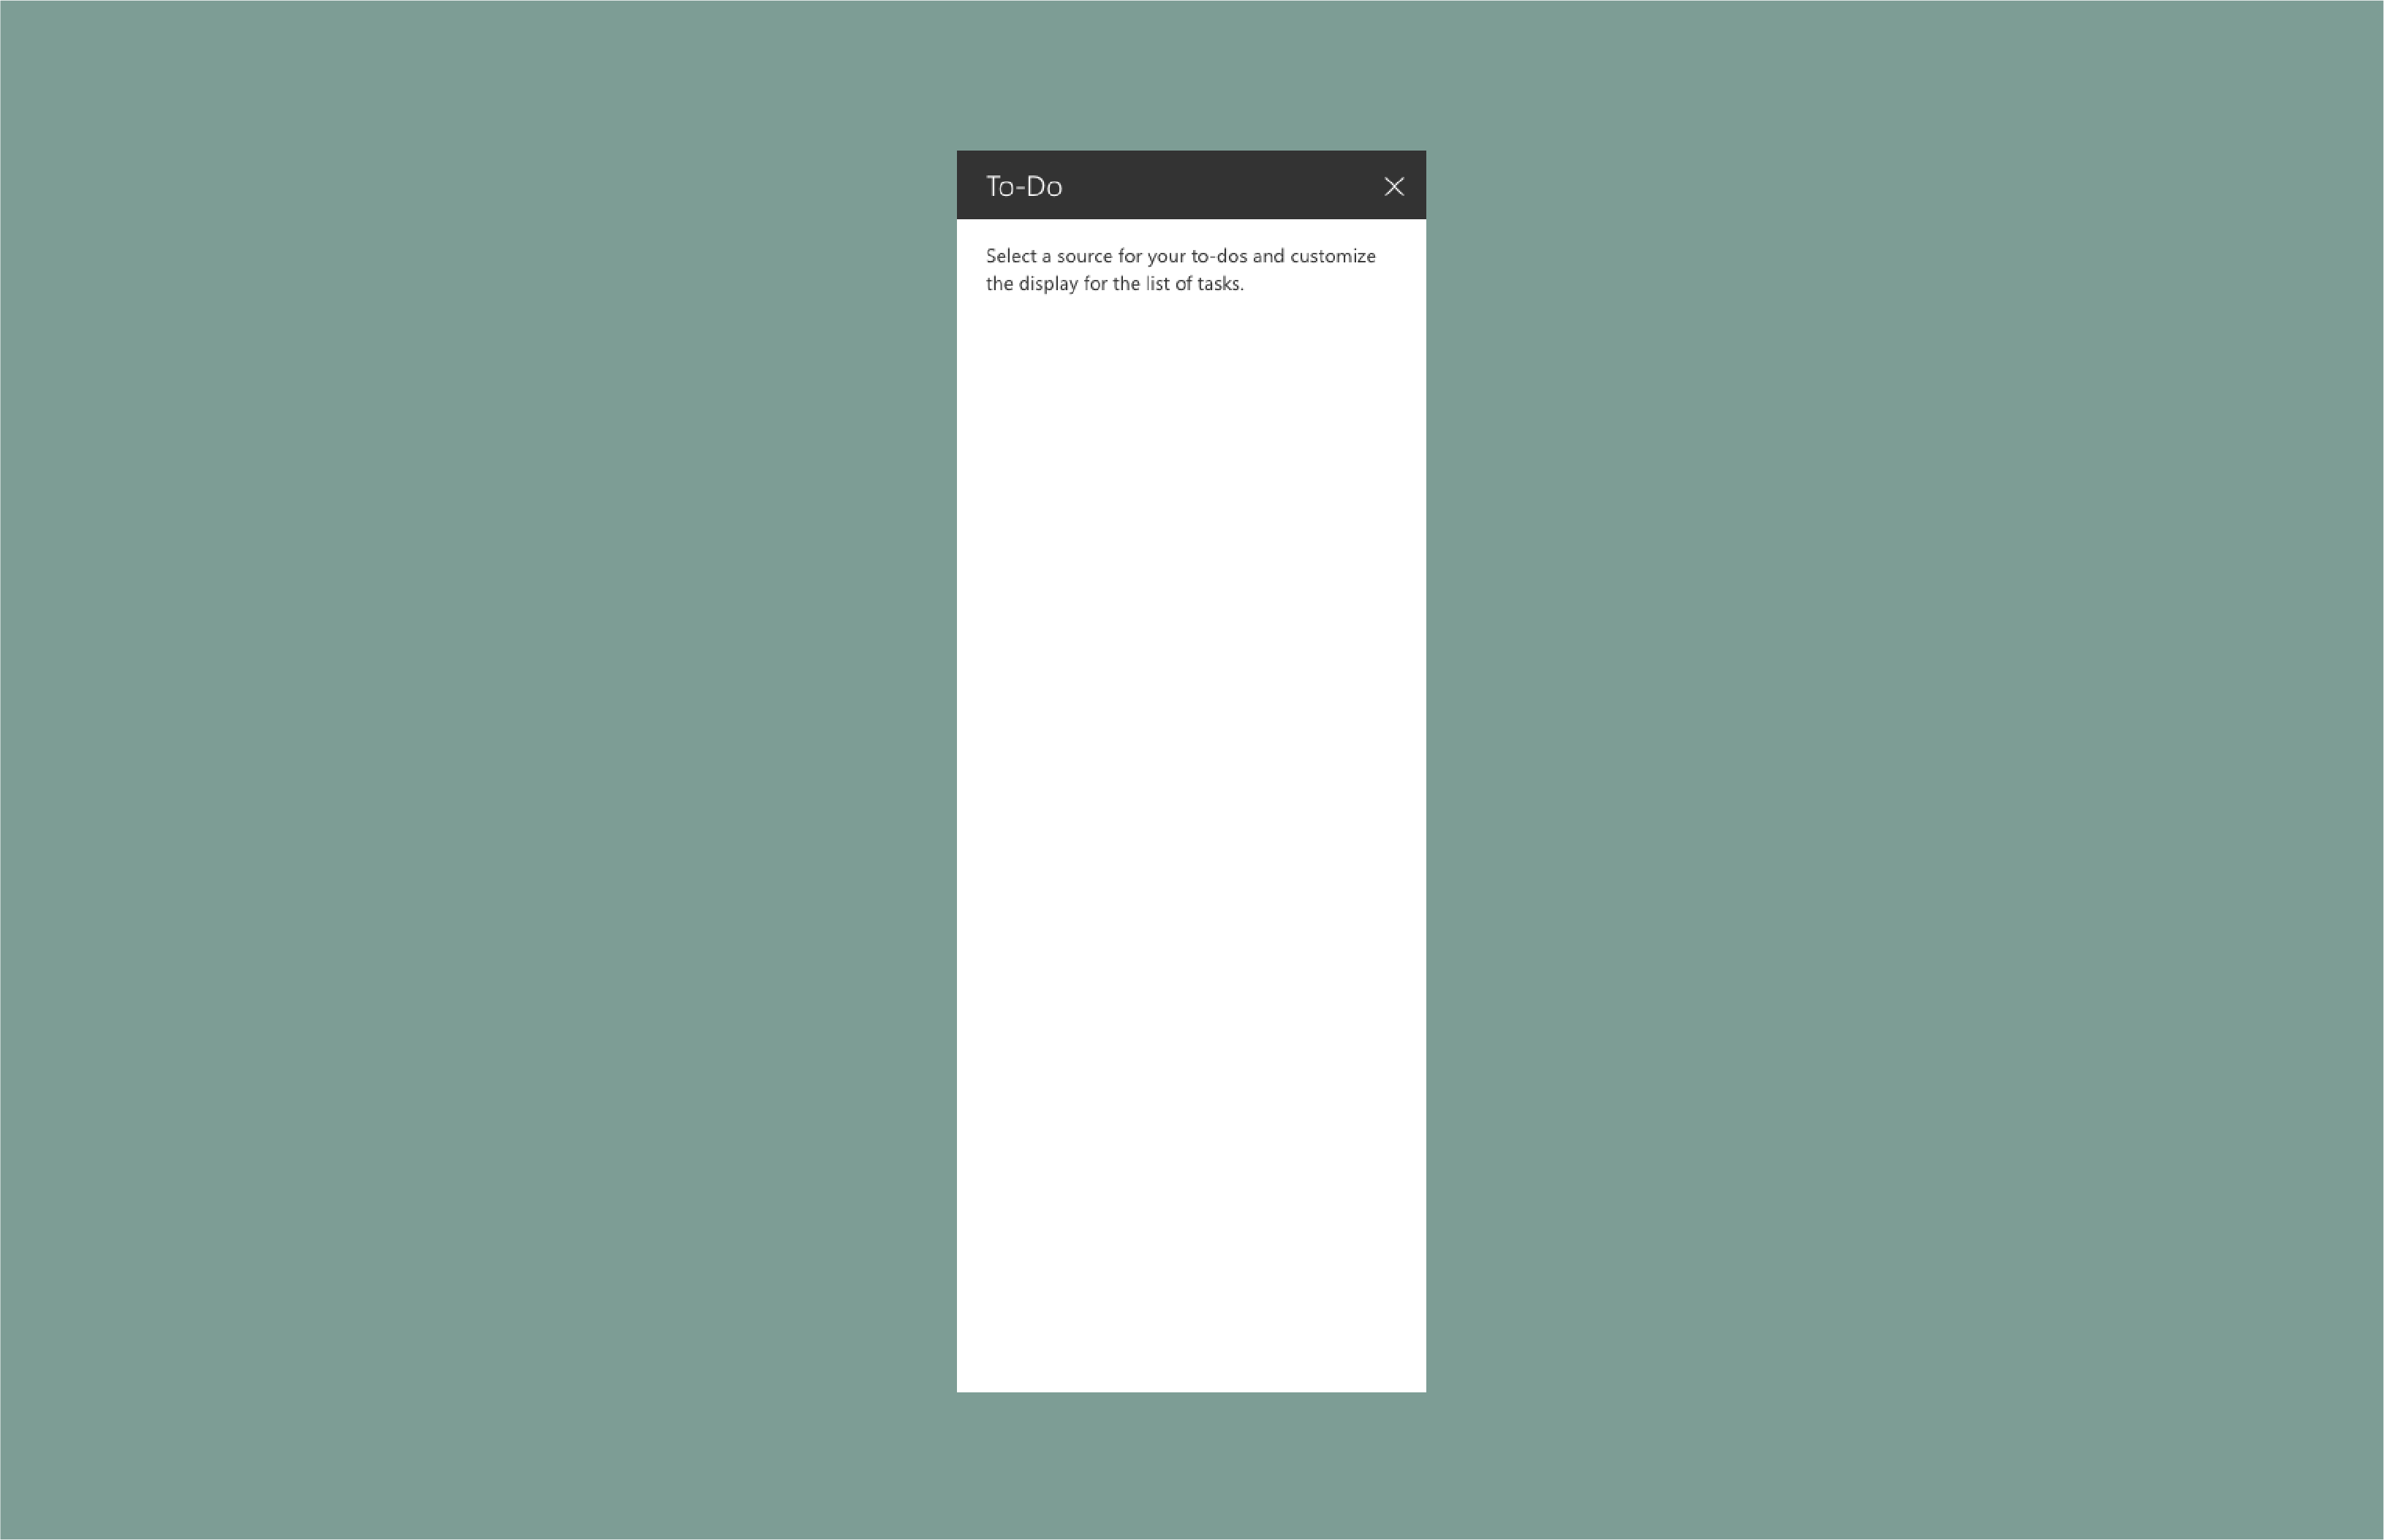 To-Do
Select a source for your to-dos and customize
the display for the list of tasks.